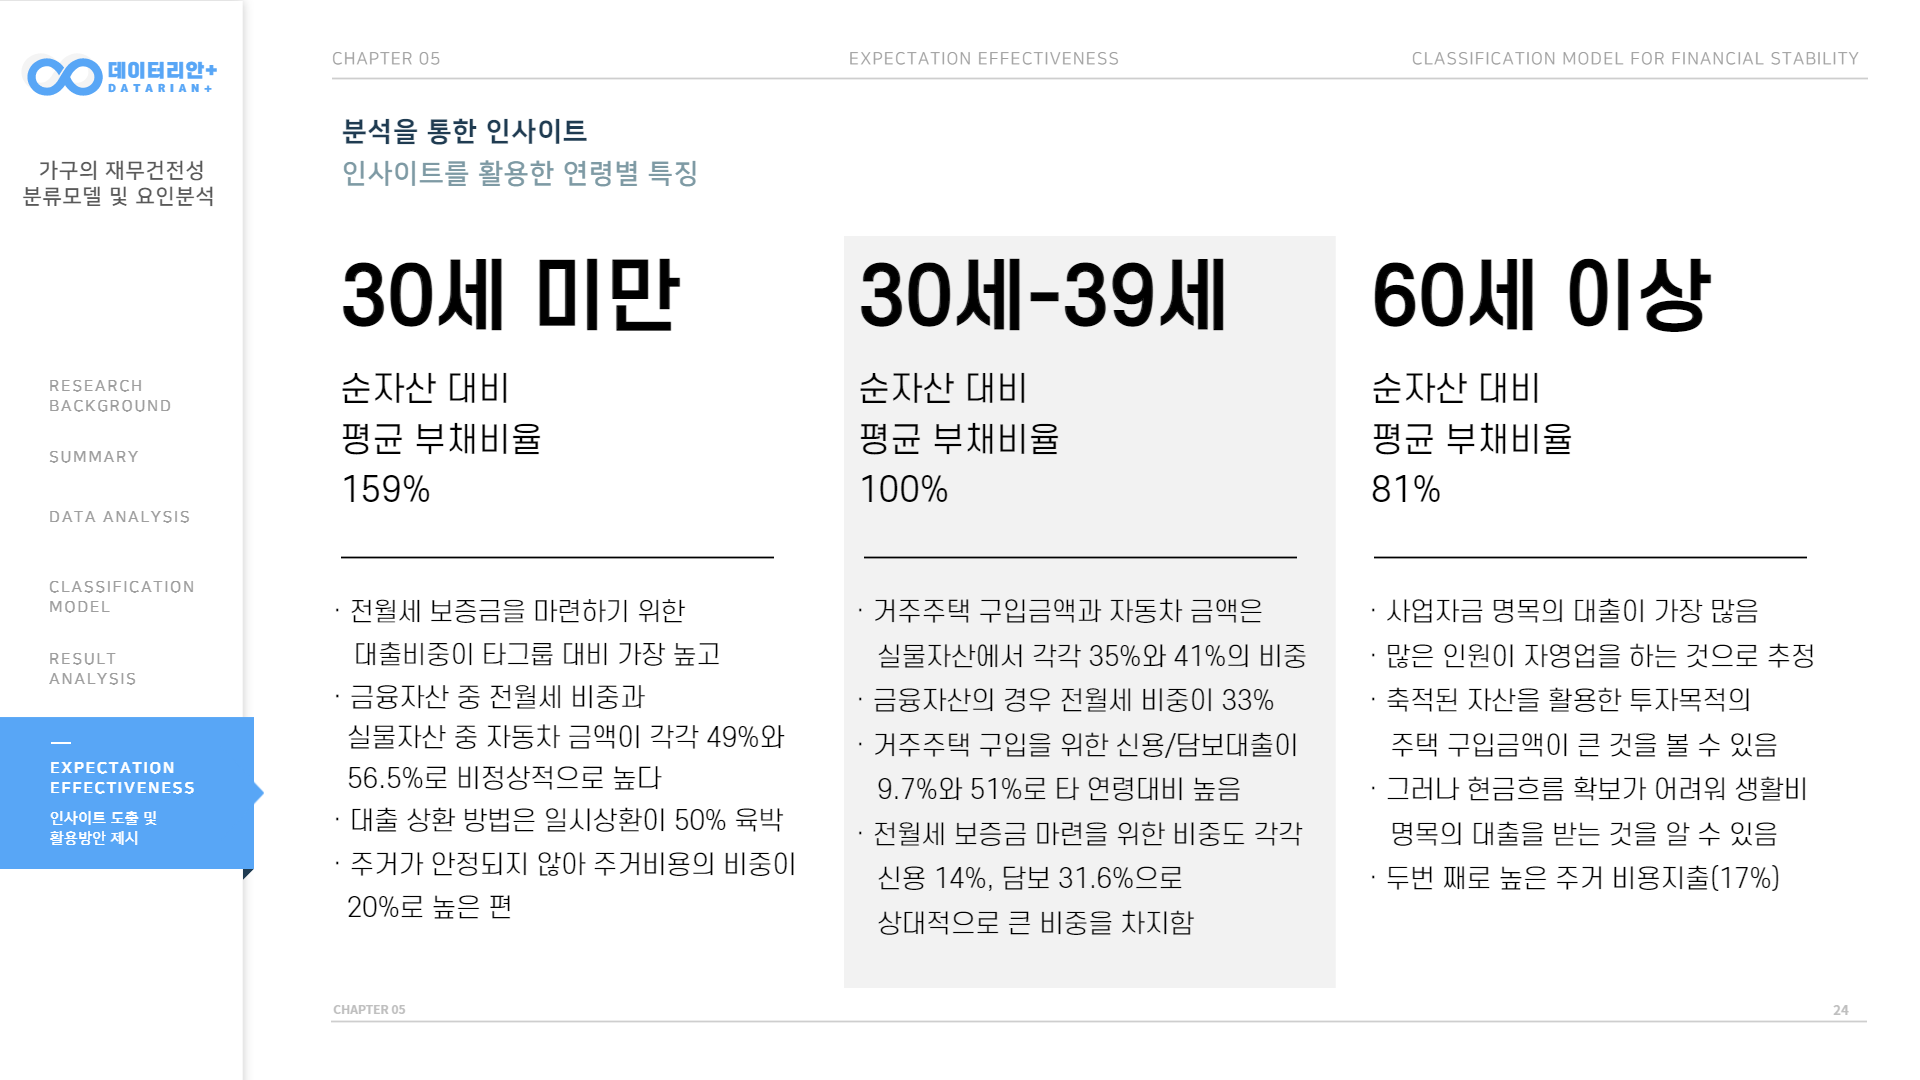 데이터리안+
DATARIAN+
가구의 재무건전성
분류모델 및 요인분석
RESEARCH
BACKGROUND
SUMMARY
DATA ANALYSIS
CLASSIFICATION
MODEL
RESULT
ANALYSIS
EXPECTATION
EFFECTIVENESS
인사이트 도출 및
활용방안 제시
CHAPTER 05
EXPECTATION EFFECTIVENESS
CLASSIFICATION MODEL FOR FINANCIAL STABILITY
분석을 통한 인사이트
인사이트를 활용한 연령별 특징
30세 미만
순자산 대비
평균 부채비율
159%
· 전월세 보증금을 마련하기 위한
대출비중이 타그룹 대비 가장 높고
· 금융자산 중 전월세 비중과
실물자산 중 자동차 금액이 각각 49%와
56.5%로 비정상적으로 높다
· 대출 상환 방법은 일시상환이 50% 육박
· 주거가 안정되지 않아 주거비용의 비중이
20%로 높은 편
30세-39세
순자산 대비
평균 부채비율
100%
· 거주주택 구입금액과 자동차 금액은
실물자산에서 각각 35%와 41%의 비중
· 금융자산의 경우 전월세 비중이 33%
· 거주주택 구입을 위한 신용/담보대출이
9.7%와 51%로 타 연령대비 높음
· 전월세 보증금 마련을 위한 비중도 각각
신용 14%, 담보 31.6%으로
상대적으로 큰 비중을 차지함
60세 이상
순자산 대비
평균 부채비율
81%
· 사업자금 명목의 대출이 가장 많음
· 많은 인원이 자영업을 하는 것으로 추정
· 축적된 자산을 활용한 투자목적의
주택 구입금액이 큰 것을 볼 수 있음
· 그러나 현금흐름 확보가 어려워 생활비
명목의 대출을 받는 것을 알 수 있음
· 두번 째로 높은 주거 비용지출(17%)
CHAPTER 05
24